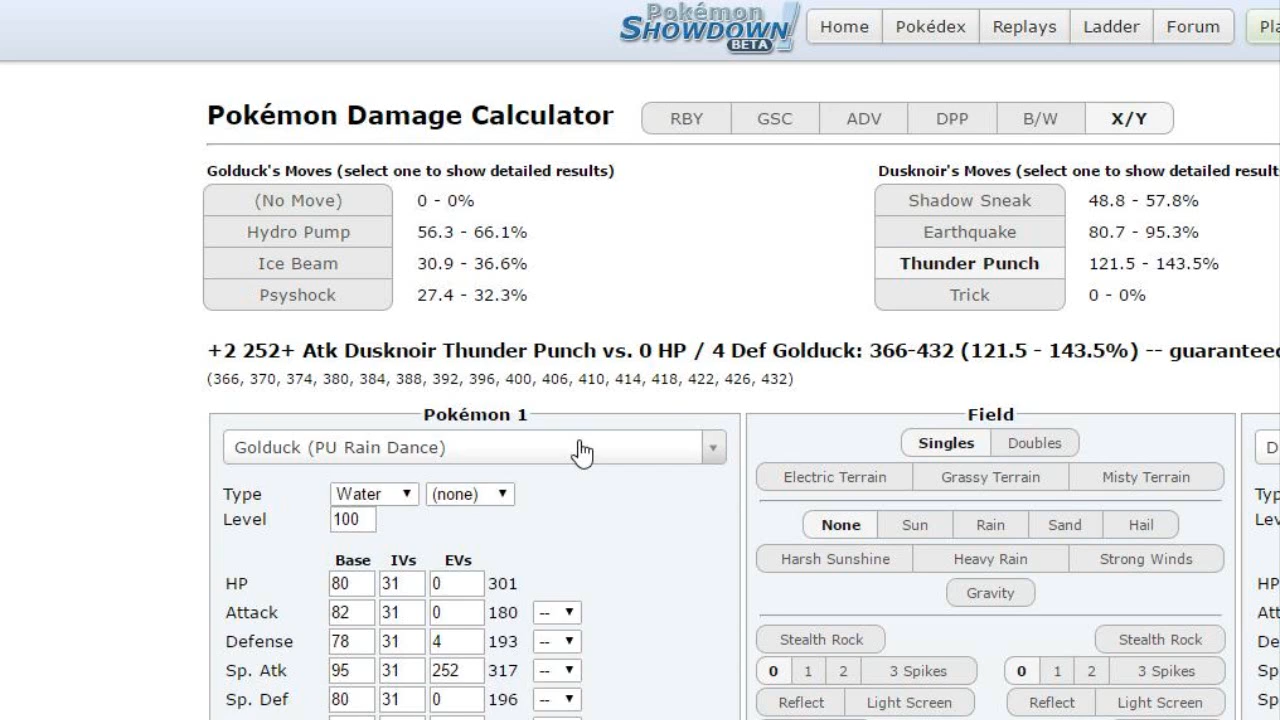 Pokémon
SHOWDOWN!
BETA
Home Pokédex Replays Ladder Forum
Pokémon Damage Calculator RBY GSC ADV DPP B/W X/Y
Golduck's Moves (select one to show detailed results) Dusknoir's Moves (select one to show detailed
(No Move) 0 - 0% Shadow Sneak 48.8 - 57.8%
Hydro Pump 56.3 - 66.1% Earthquake 80.7 - 95.3%
Ice Beam 30.9 - 36.6% Thunder Punch 121.5 - 143.5%
Psyshock 27.4 - 32.3% Trick 0 - 0%
+2 252+ Atk Dusknoir Thunder Punch vs. 0 HP / 4 Def Golduck: 366-432 (121.5 - 143.5%) -- guaranteed
(366, 370, 374, 380, 384, 388, 392, 396, 400, 406, 410, 414, 418, 422, 426, 432)
Pokémon 1 Field
Golduck (PU Rain Dance) Singles Doubles D
Electric Terrain Grassy Terrain Misty Terrain
Type Water (none) Typ
Level 100 None Sun Rain Sand Hail Lev
Base IVs EVs Harsh Sunshine Heavy Rain Strong Winds
HP 80 31 0 301 Gravity HP
Attack 82 31 0 180 -- Att
Defense 78 31 4 193 -- Stealth Rock Stealth Rock De
Sp. Atk 95 31 252 317 -- 0 1 2 3 Spikes 0 1 2 3 Spikes Sp
Sp. Def 80 31 0 196 -- Reflect Light Screen Reflect Light Screen Sp